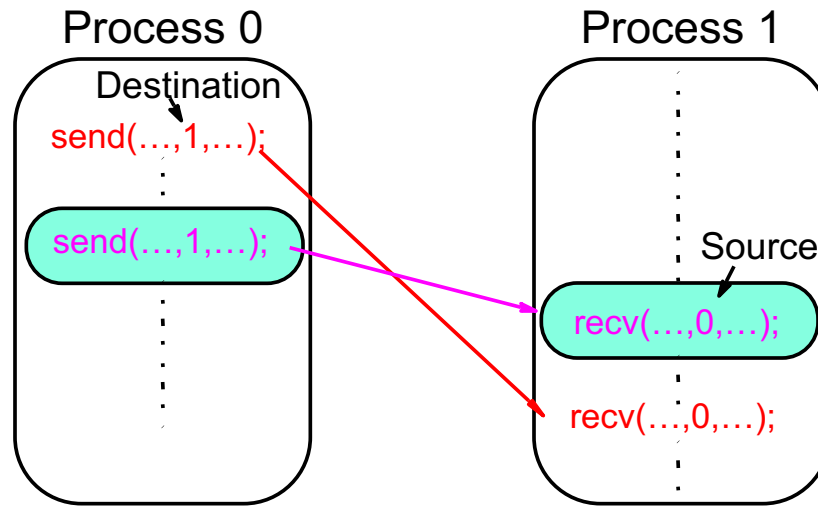 Process 0
Destination
send(…,1,…);
send(…,1,…);
Process 1
Source
recv(…,0,…);
recv(…,0,…);